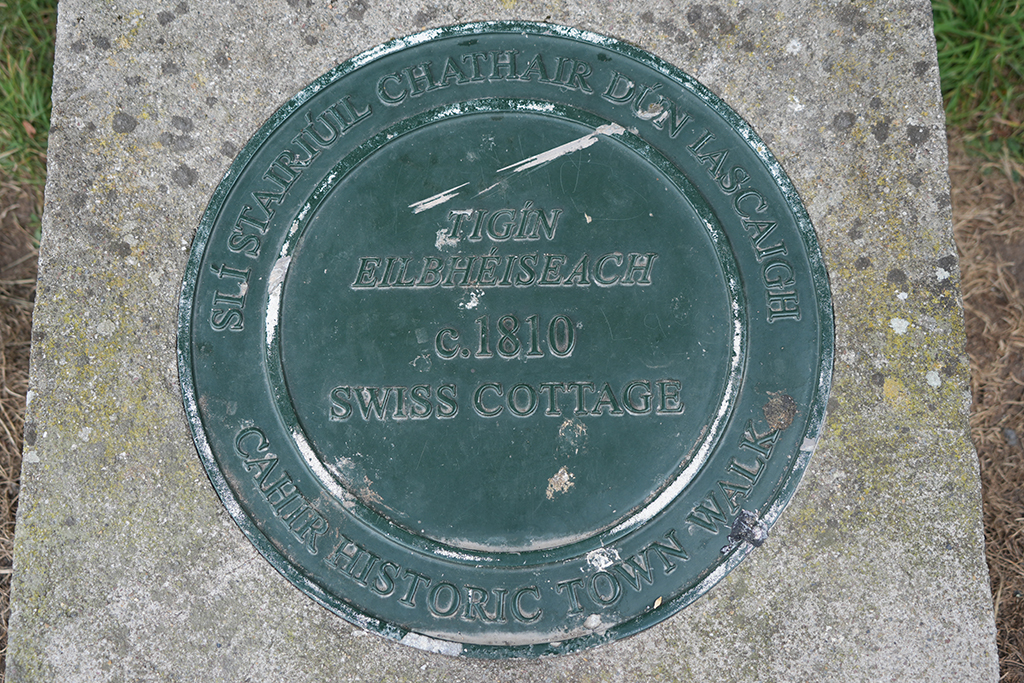 SLÍ STAIRIÚIL CHATHAIR DÚN IASCAIGH
TIGÍN
EILBHÉISEACH
c.1810
SWISS COTTAGE
CAHIR HISTORIC TOWN WALK